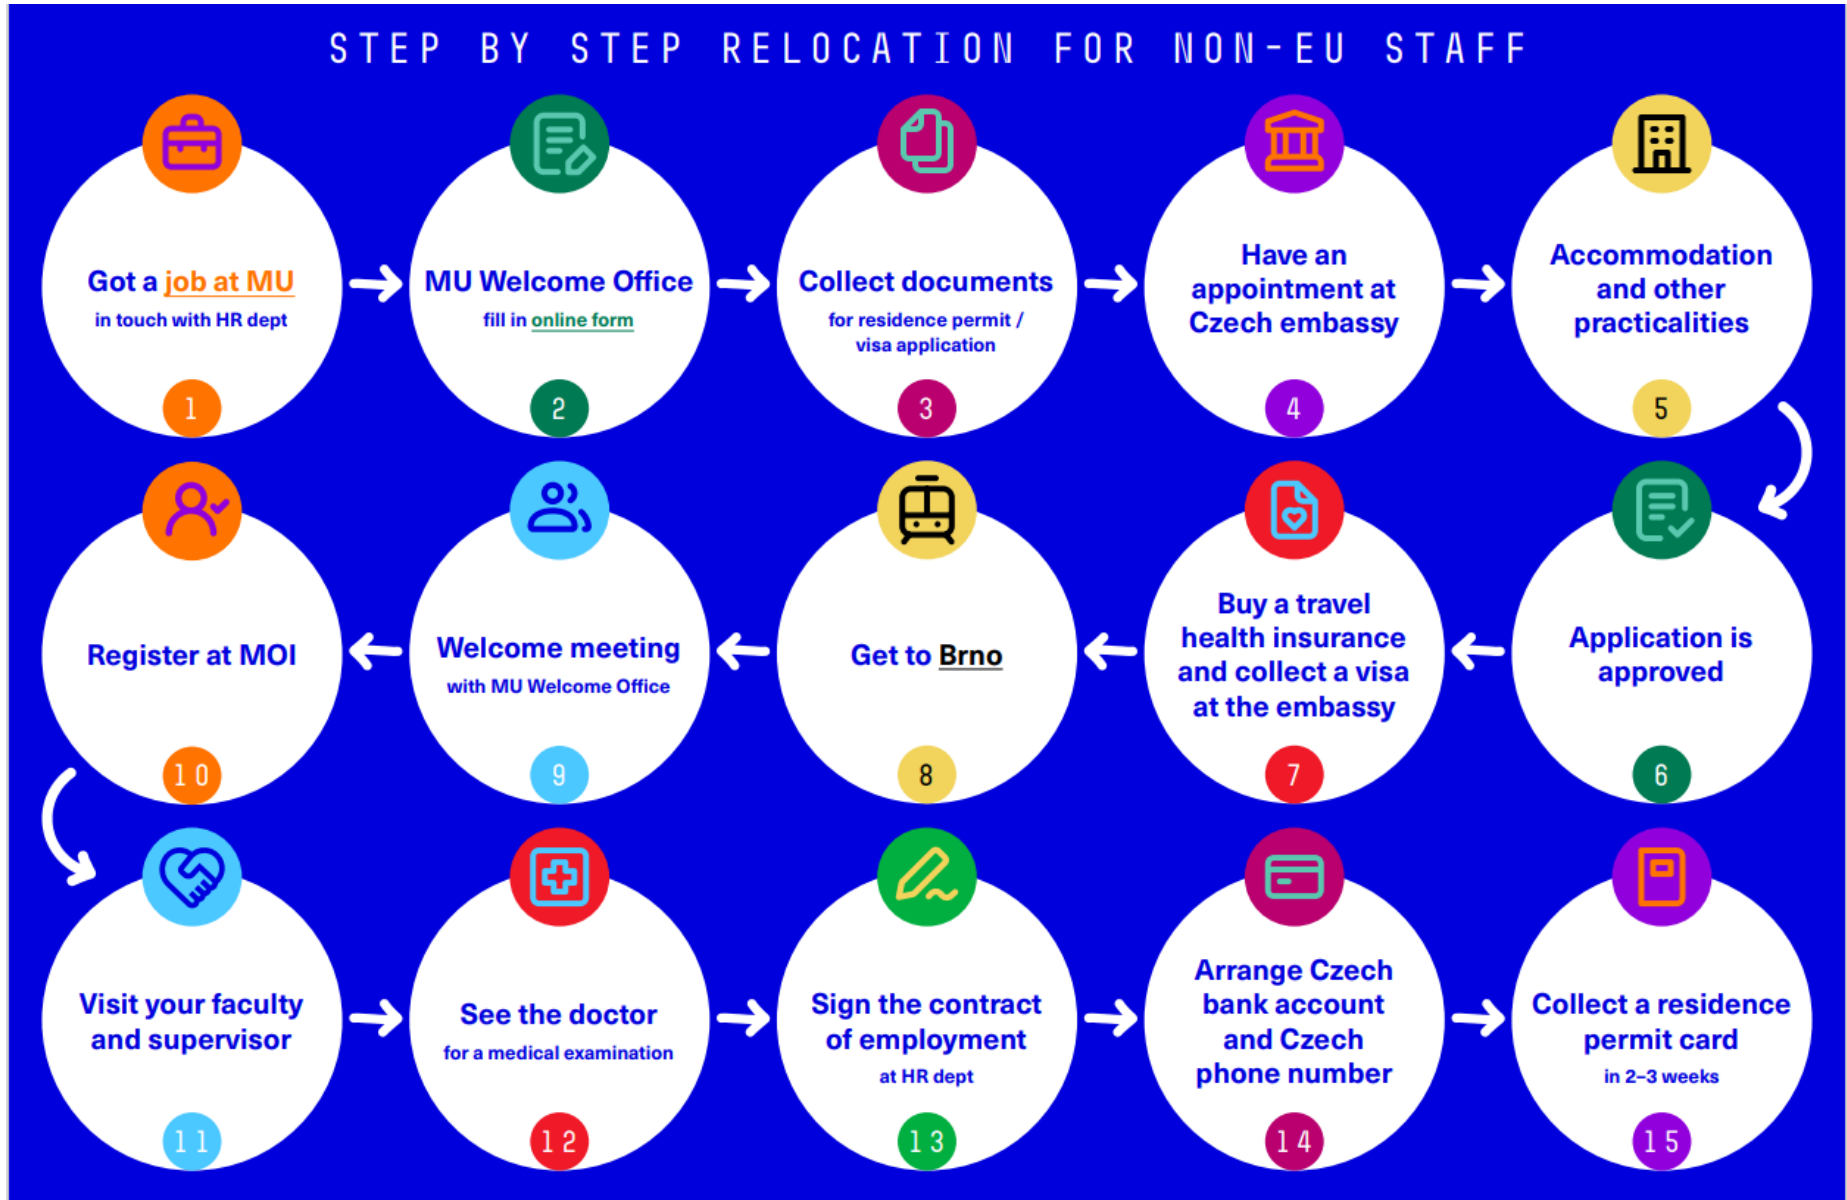 STEP BY STEP RELOCATION FOR NON-EU STAFF
Got a job at MU
in touch with HR dept
1
MU Welcome Office
fill in online form
2
Collect documents
for residence permit /
visa application
3
Have an
appointment at
Czech embassy
4
Accommodation
and other
practicalities
5
Application is
approved
6
Buy a travel
health insurance
and collect a visa
at the embassy
7
Get to Brno
8
Welcome meeting
with MU Welcome Office
9
Register at MOI
10
Visit your faculty
and supervisor
11
See the doctor
for a medical examination
12
Sign the contract
of employment
at HR dept
13
Arrange Czech
bank account
and Czech
phone number
14
Collect a residence
permit card
in 2–3 weeks
15